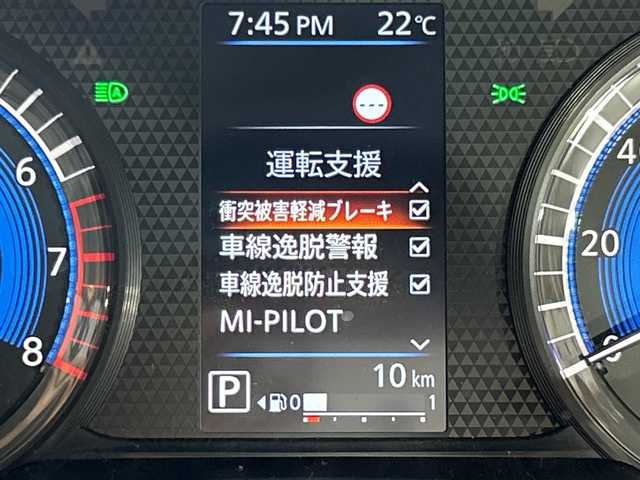 7:45 PM 22℃
---
運転支援
衝突被害軽減ブレーキ
車線逸脱警報
車線逸脱防止支援
MI-PILOT
10 km
P
0 1
A
6
7
8
40
20
0